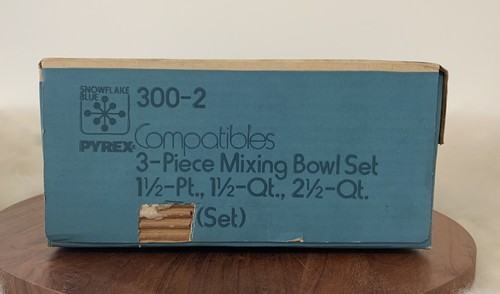 SNOWFLAKE
BLUE
300-2
PYREX
Compatibles
3-Piece Mixing Bowl Set
1½-Pt., 1½-Qt., 2½-Qt.
(Set)